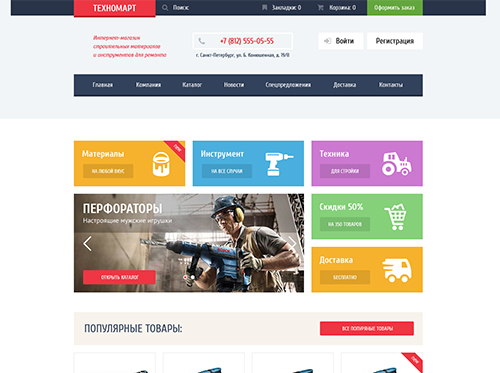 ТЕХНОМАРТ
Поиск:
Закладки: 0
Корзина: 0
Оформить заказ
Интернет-магазин
строительных материалов
и инструментов для ремонта
+7 (812) 555-05-55
г. Санкт-Петербург, ул. Б. Конюшенная, д. 19/8
Войти
Регистрация
Главная
Компания
Каталог
Новости
Спецпредложения
Доставка
Контакты
Материалы
НА ЛЮБОЙ ВКУС
NEW
Инструмент
НА ВСЕ СЛУЧАИ
Техника
ДЛЯ СТРОЙКИ
ПЕРФОРАТОРЫ
Настоящие мужские игрушки
ОТКРЫТЬ КАТАЛОГ
Скидки 50%
НА 350 ТОВАРОВ
Доставка
БЕСПЛАТНО
ПОПУЛЯРНЫЕ ТОВАРЫ:
ВСЕ ПОПУЛЯРНЫЕ ТОВАРЫ
NEW